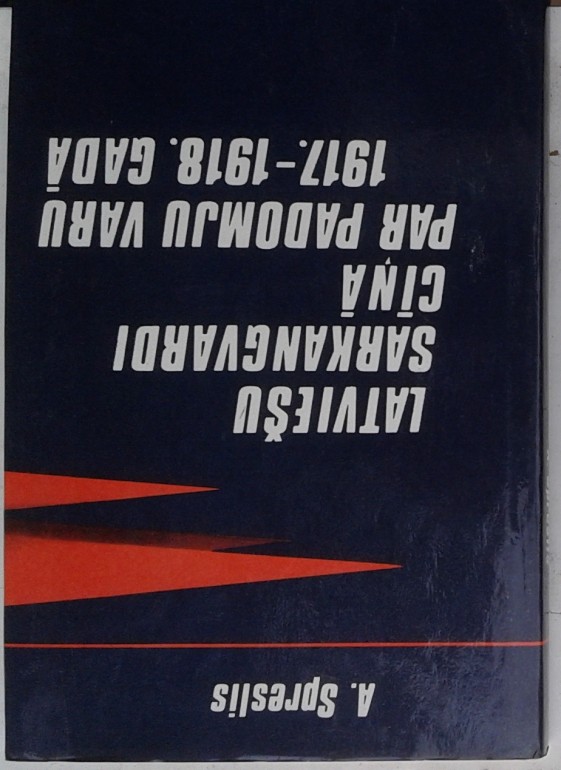 A. Spreslis
LATVIEŠU
SARKANGVARDI
CĪŅĀ
PAR PADOMJU VARU
1917.-1918. GADĀ